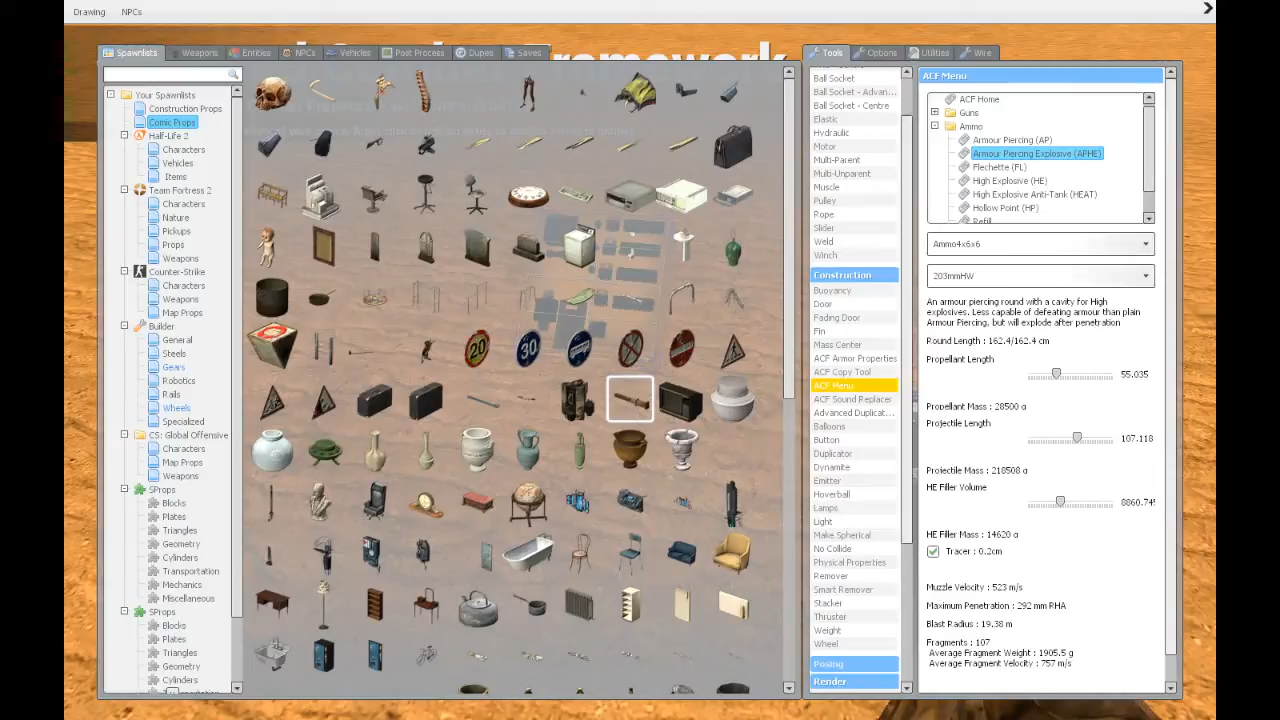 Drawing NPCs
Spawnlists Weapons Entities NPCs Vehicles Post Process Dupes Saves
Your Spawnlists
Construction Props
Comic Props
Half-Life 2
Characters
Vehicles
Items
Team Fortress 2
Characters
Nature
Pickups
Props
Weapons
Counter-Strike
Characters
Weapons
Map Props
Builder
General
Steels
Gears
Robotics
Rails
Wheels
Specialized
CS: Global Offensive
Characters
Map Props
Weapons
SProps
Blocks
Plates
Triangles
Geometry
Cylinders
Transportation
Mechanics
Miscellaneous
SProps
Blocks
Plates
Triangles
Geometry
Cylinders
20
30
Tools Options Utilities Wire
Ball Socket
Ball Socket - Advan...
Ball Socket - Centre
Elastic
Hydraulic
Motor
Multi-Parent
Multi-Unparent
Muscle
Pulley
Rope
Slider
Weld
Winch
Construction
Buoyancy
Door
Fading Door
Fin
Mass Center
ACF Armor Properties
ACF Copy Tool
ACF Menu
ACF Sound Replacer
Advanced Duplicat...
Balloons
Button
Duplicator
Dynamite
Emitter
Hoverball
Lamps
Light
Make Spherical
No Collide
Physical Properties
Remover
Smart Remover
Stacker
Thruster
Weight
Wheel
Posing
Render
ACF Menu
ACF Home
Guns
Ammo
Armour Piercing (AP)
Armour Piercing Explosive (APHE)
Flechette (FL)
High Explosive (HE)
High Explosive Anti-Tank (HEAT)
Hollow Point (HP)
Refill
Ammo4x6x6
203mmHW
An armour piercing round with a cavity for High
explosives. Less capable of defeating armour than plain
Armour Piercing, but will explode after penetration
Round Length : 162.4/162.4 cm
Propellant Length
55.035
Propellant Mass : 28500 g
Projectile Length
107.118
Projectile Mass : 218508 g
HE Filler Volume
8860.745
HE Filler Mass : 14620 g
Tracer : 0.2cm
Muzzle Velocity : 523 m/s
Maximum Penetration : 292 mm RHA
Blast Radius : 19.38 m
Fragments : 107
Average Fragment Weight : 1905.5 g
Average Fragment Velocity : 757 m/s